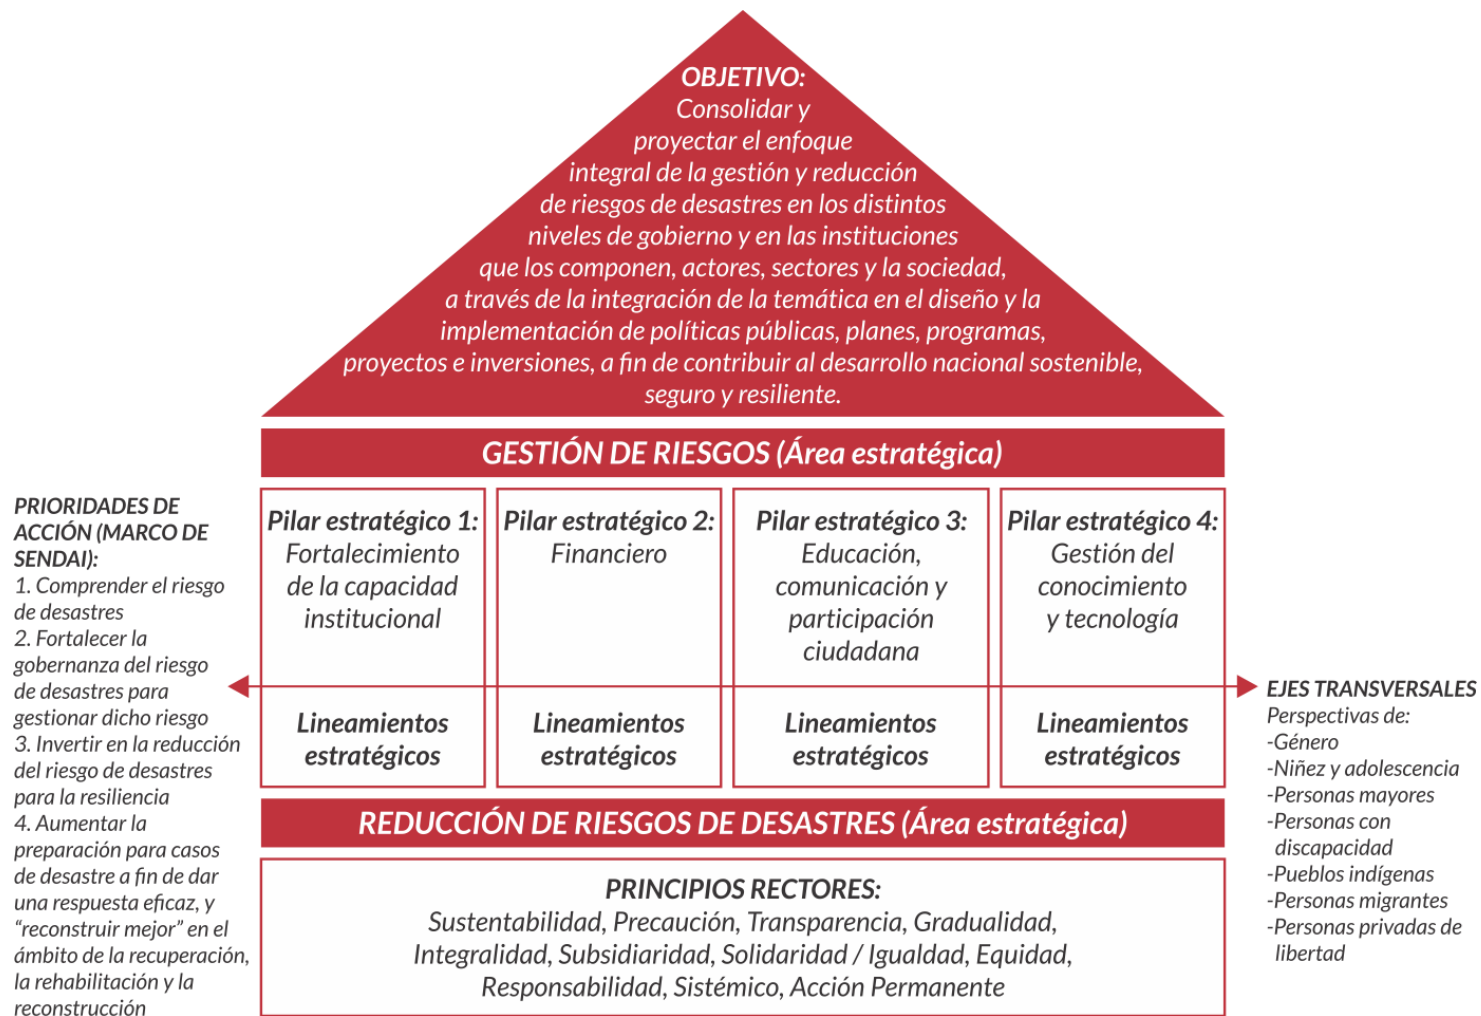 OBJETIVO:
Consolidar y
proyectar el enfoque
integral de la gestión y reducción
de riesgos de desastres en los distintos
niveles de gobierno y en las instituciones
que los componen, actores, sectores y la sociedad,
a través de la integración de la temática en el diseño y la
implementación de políticas públicas, planes, programas,
proyectos e inversiones, a fin de contribuir al desarrollo nacional sostenible,
seguro y resiliente.
GESTIÓN DE RIESGOS (Área estratégica)
PRIORIDADES DE
ACCIÓN (MARCO DE
SENDAI):
1. Comprender el riesgo
de desastres
2. Fortalecer la
gobernanza del riesgo
de desastres para
gestionar dicho riesgo
3. Invertir en la reducción
del riesgo de desastres
para la resiliencia
4. Aumentar la
preparación para casos
de desastre a fin de dar
una respuesta eficaz, y
“reconstruir mejor” en el
ámbito de la recuperación,
la rehabilitación y la
reconstrucción
Pilar estratégico 1:
Fortalecimiento
de la capacidad
institucional
Lineamientos
estratégicos
Pilar estratégico 2:
Financiero
Lineamientos
estratégicos
Pilar estratégico 3:
Educación,
comunicación y
participación
ciudadana
Lineamientos
estratégicos
Pilar estratégico 4:
Gestión del
conocimiento
y tecnología
Lineamientos
estratégicos
EJES TRANSVERSALES
Perspectivas de:
-Género
-Niñez y adolescencia
-Personas mayores
-Personas con
discapacidad
-Pueblos indígenas
-Personas migrantes
-Personas privadas de
libertad
REDUCCIÓN DE RIESGOS DE DESASTRES (Área estratégica)
PRINCIPIOS RECTORES:
Sustentabilidad, Precaución, Transparencia, Gradualidad,
Integralidad, Subsidiaridad, Solidaridad / Igualdad, Equidad,
Responsabilidad, Sistémico, Acción Permanente